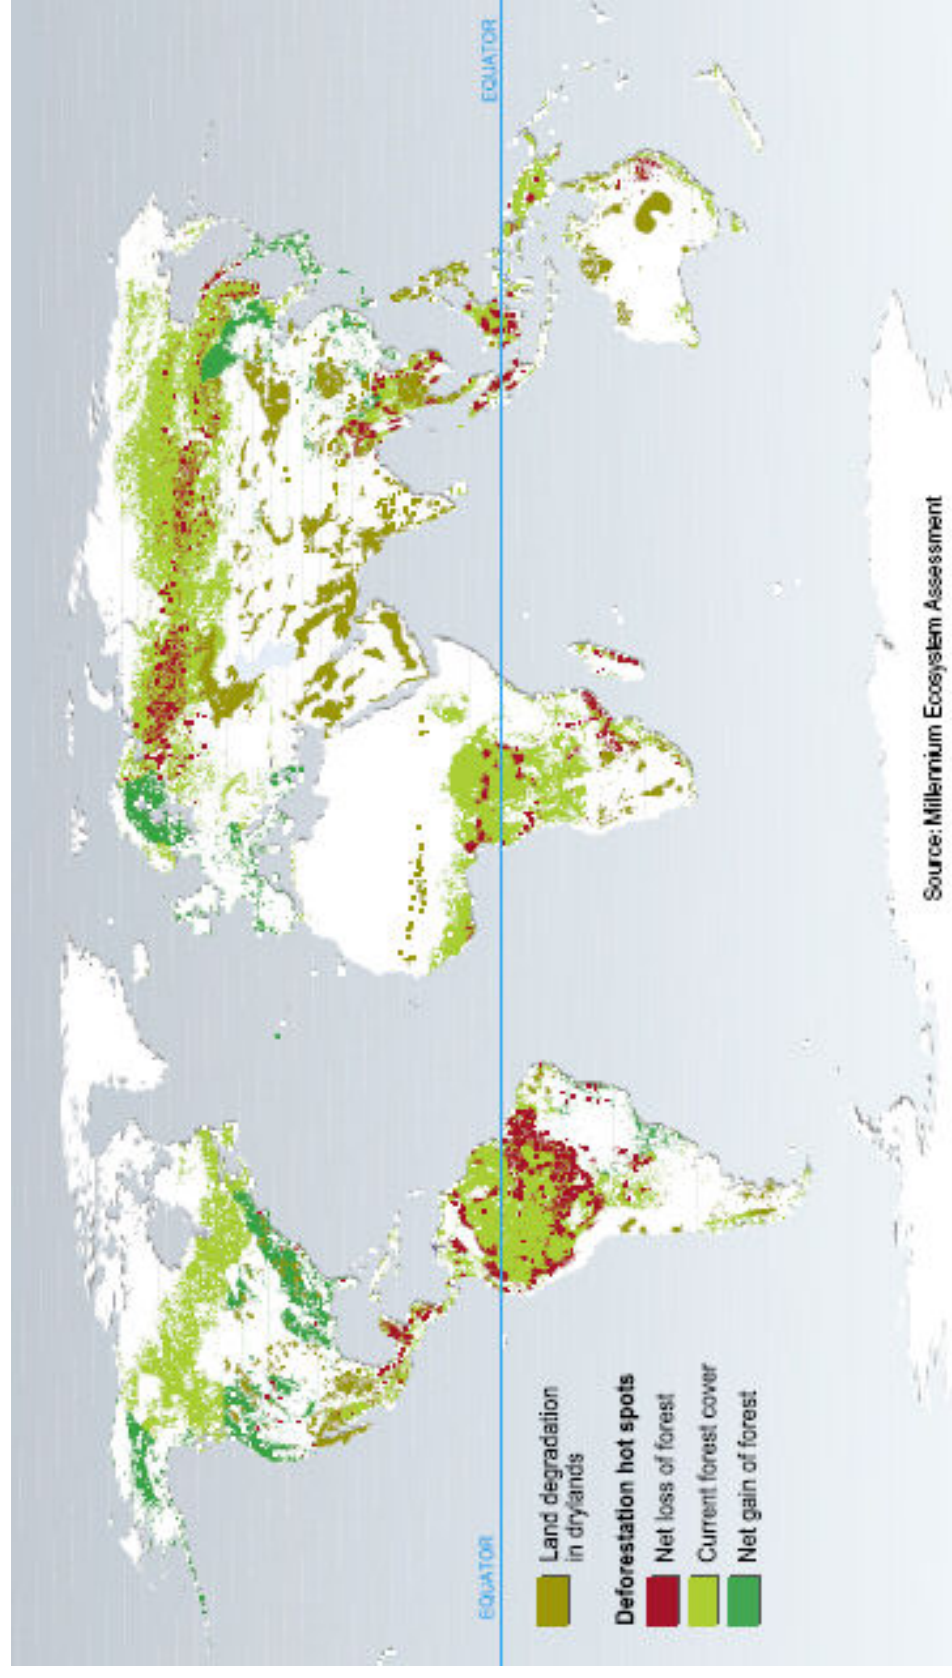 EQUATOR
EQUATOR
Land degradation
in drylands
Deforestation hot spots
Net loss of forest
Current forest cover
Net gain of forest
Source: Millennium Ecosystem Assessment